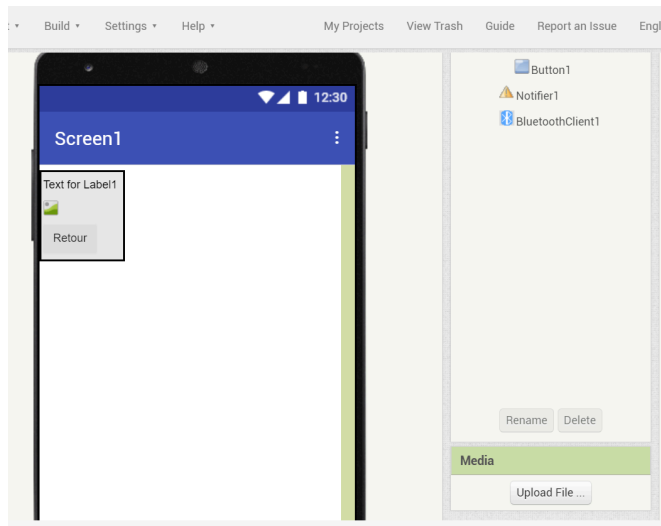 Build Settings Help My Projects View Trash Guide Report an Issue
Button1
Notifier1
BluetoothClient1
12:30
Screen1
Text for Label1
Retour
Rename Delete
Media
Upload File ...